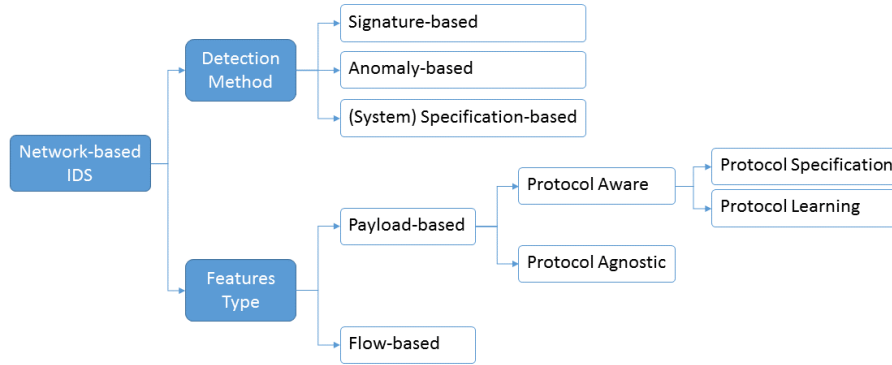 Network-based
IDS
Detection
Method
Signature-based
Anomaly-based
(System) Specification-based
Features
Type
Payload-based
Protocol Aware
Protocol Specification
Protocol Learning
Protocol Agnostic
Flow-based